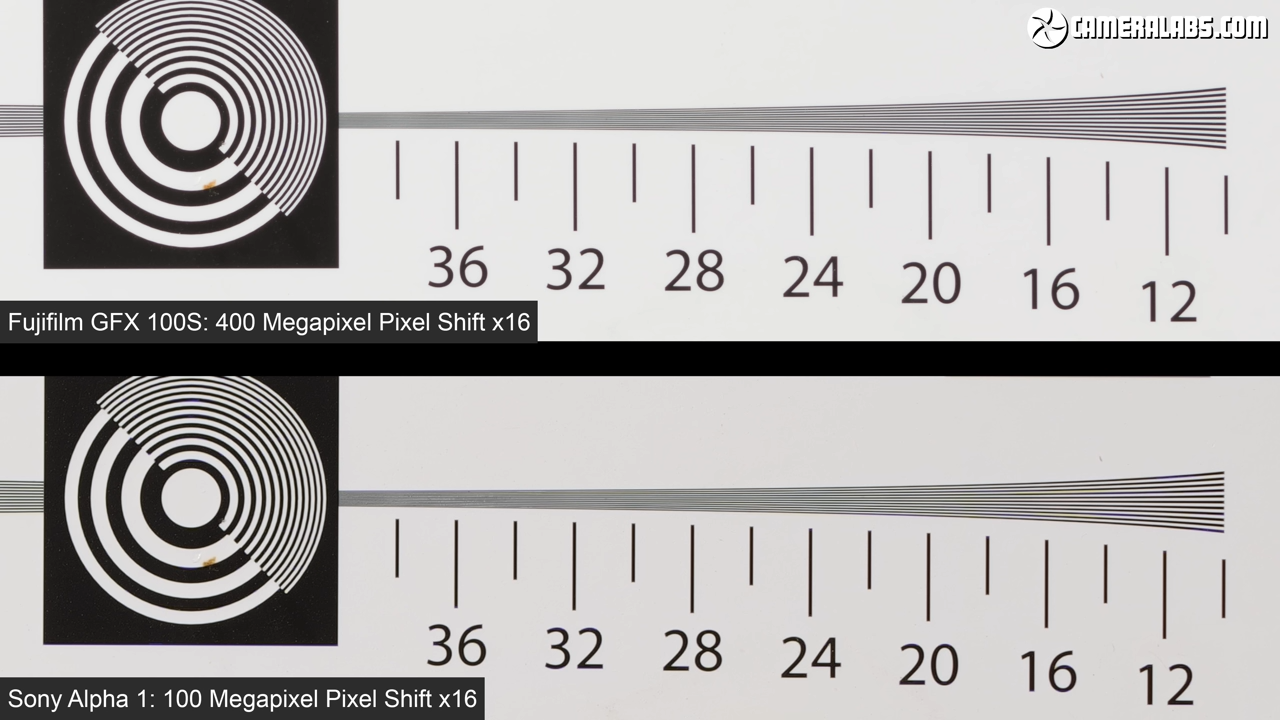 CAMERALABS.COM
36 32 28 24 20 16 12
Fujifilm GFX 100S: 400 Megapixel Pixel Shift x16
36 32 28 24 20 16 12
Sony Alpha 1: 100 Megapixel Pixel Shift x16